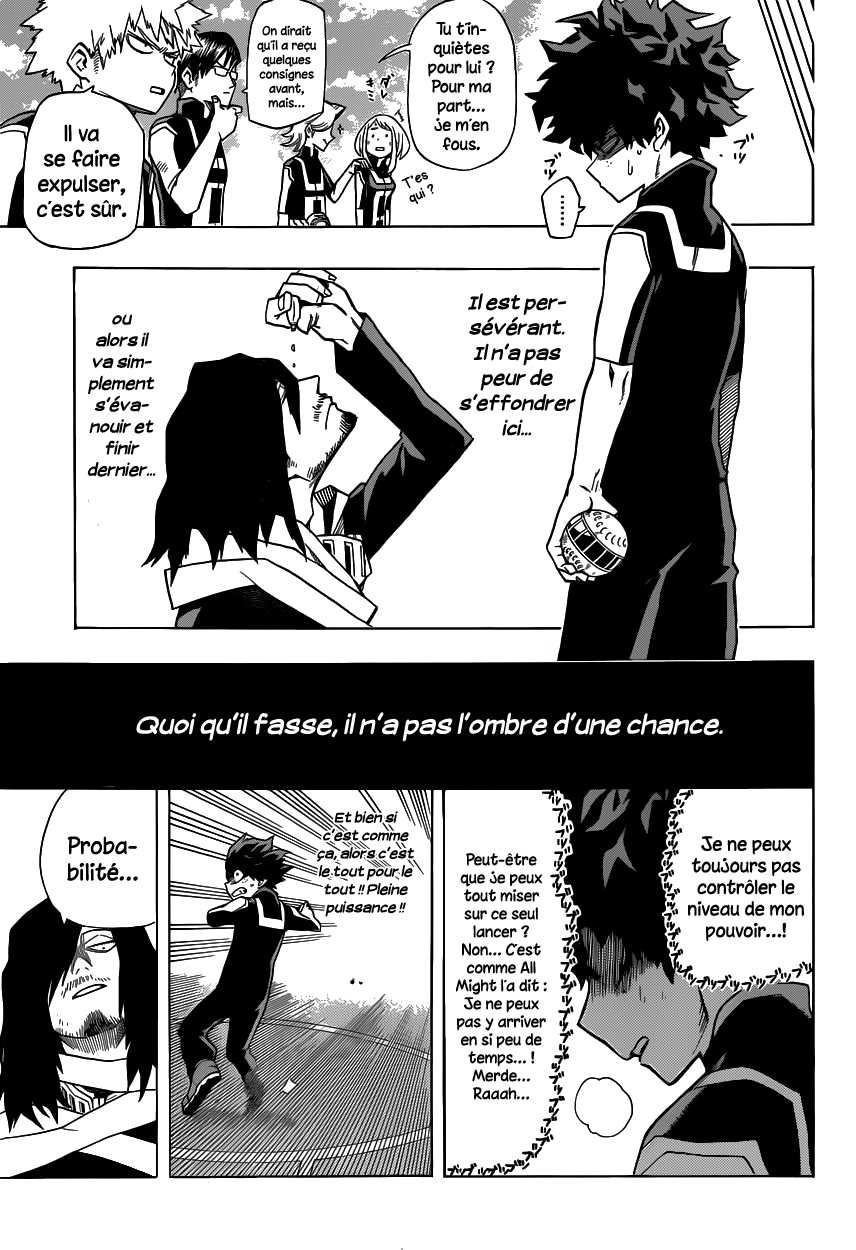 Tu t'in-
quiètes
pour lui ?
Pour ma
part...
Je m'en
fous.
T'es
qui ?
On dirait
qu'il a reçu
quelques
consignes
avant,
mais...
Il va
se faire
expulser,
c'est sûr.
........
Il est per-
sévérant.
Il n'a pas
peur de
s'effondrer
ici...
ou
alors il
va sim-
plement
s'éva-
nouir et
finir
dernier...
Quoi qu'il fasse, il n'a pas l'ombre d'une chance.
Je ne peux
toujours pas
contrôler le
niveau de mon
pouvoir...!
Peut-être
que je peux
tout miser
sur ce seul
lancer ?
Non... C'est
comme All
Might l'a dit :
Je ne peux
pas y arriver
en si peu de
temps... !
Merde...
Raaah...
Et bien si
c'est comme
ça, alors c'est
le tout pour le
tout !! Pleine
puissance !!
Proba-
bilité...